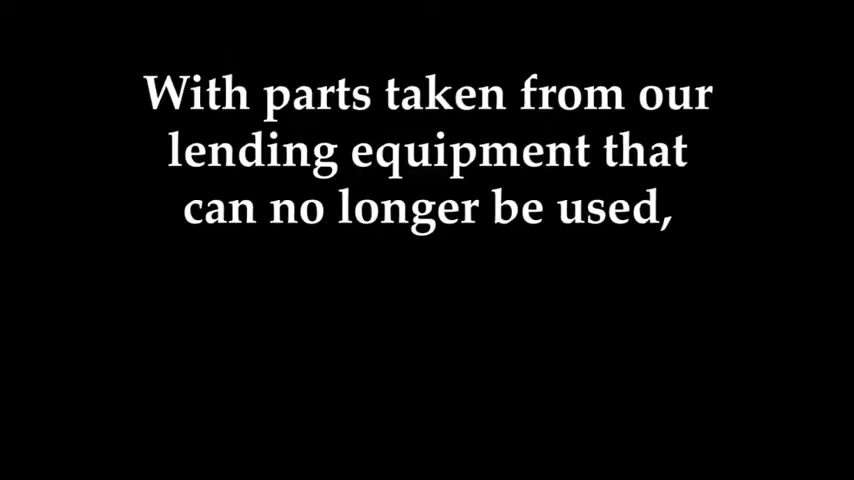 With parts taken from our
lending equipment that
can no longer be used,